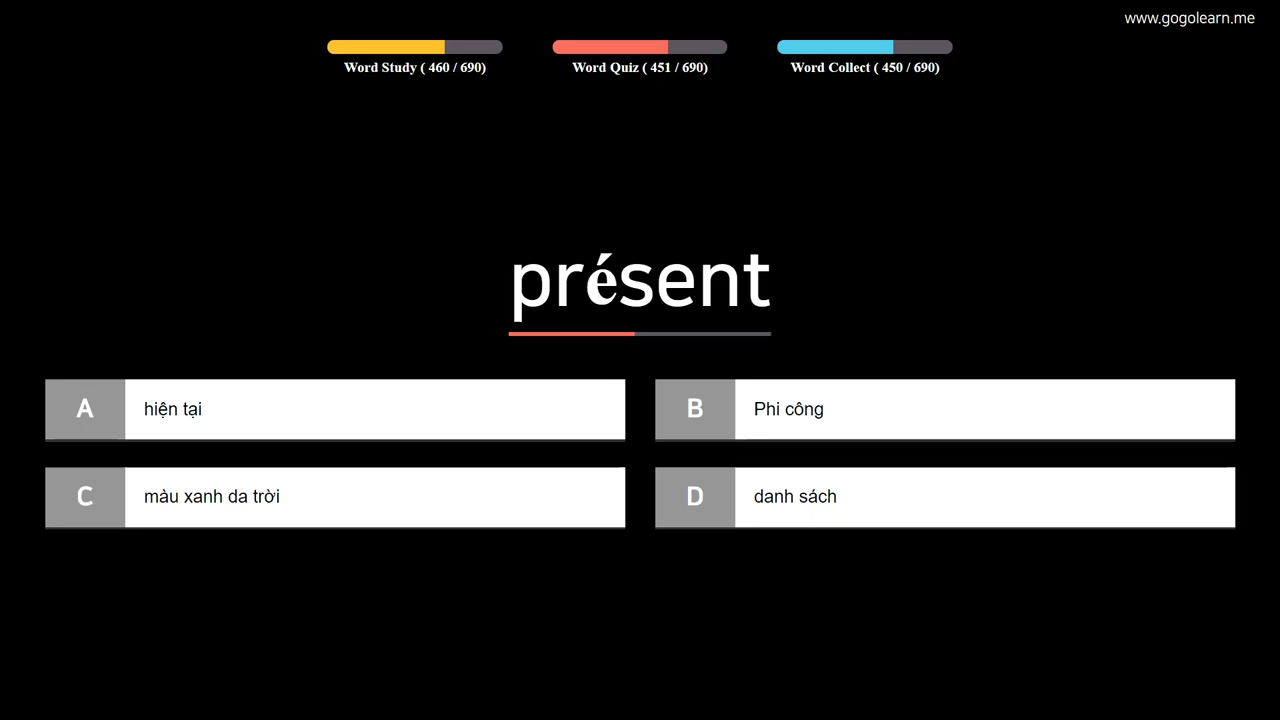 www.gogolearn.me
Word Study ( 460 / 690)
Word Quiz ( 451 / 690)
Word Collect ( 450 / 690)
présent
A hiện tại
B Phi công
C màu xanh da trời
D danh sách